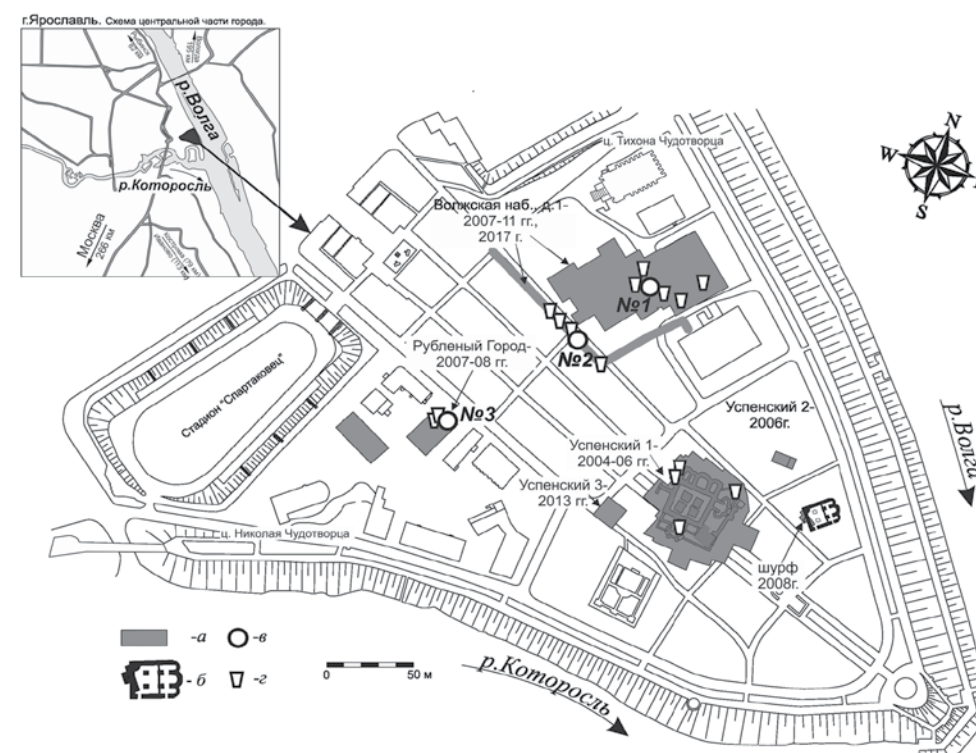 г.Ярославль. Схема центральной части города.
р.Волга
р.Которосль
Москва
266 км
N
W
S
ц. Тихона Чудотворца
Волжская наб., д.1-
2007-11 гг.,
2017 г.
№1
№2
Рубленый Город-
2007-08 гг.
№3
Стадион "Спартаковец"
Успенский 2-
2006г.
р.Волга
Успенский 1-
2004-06 гг.
Успенский 3-
2013 гг.
ц. Николая Чудотворца
шурф
2008г.
-а
-в
-б
-г
0
50 м
р.Которосль